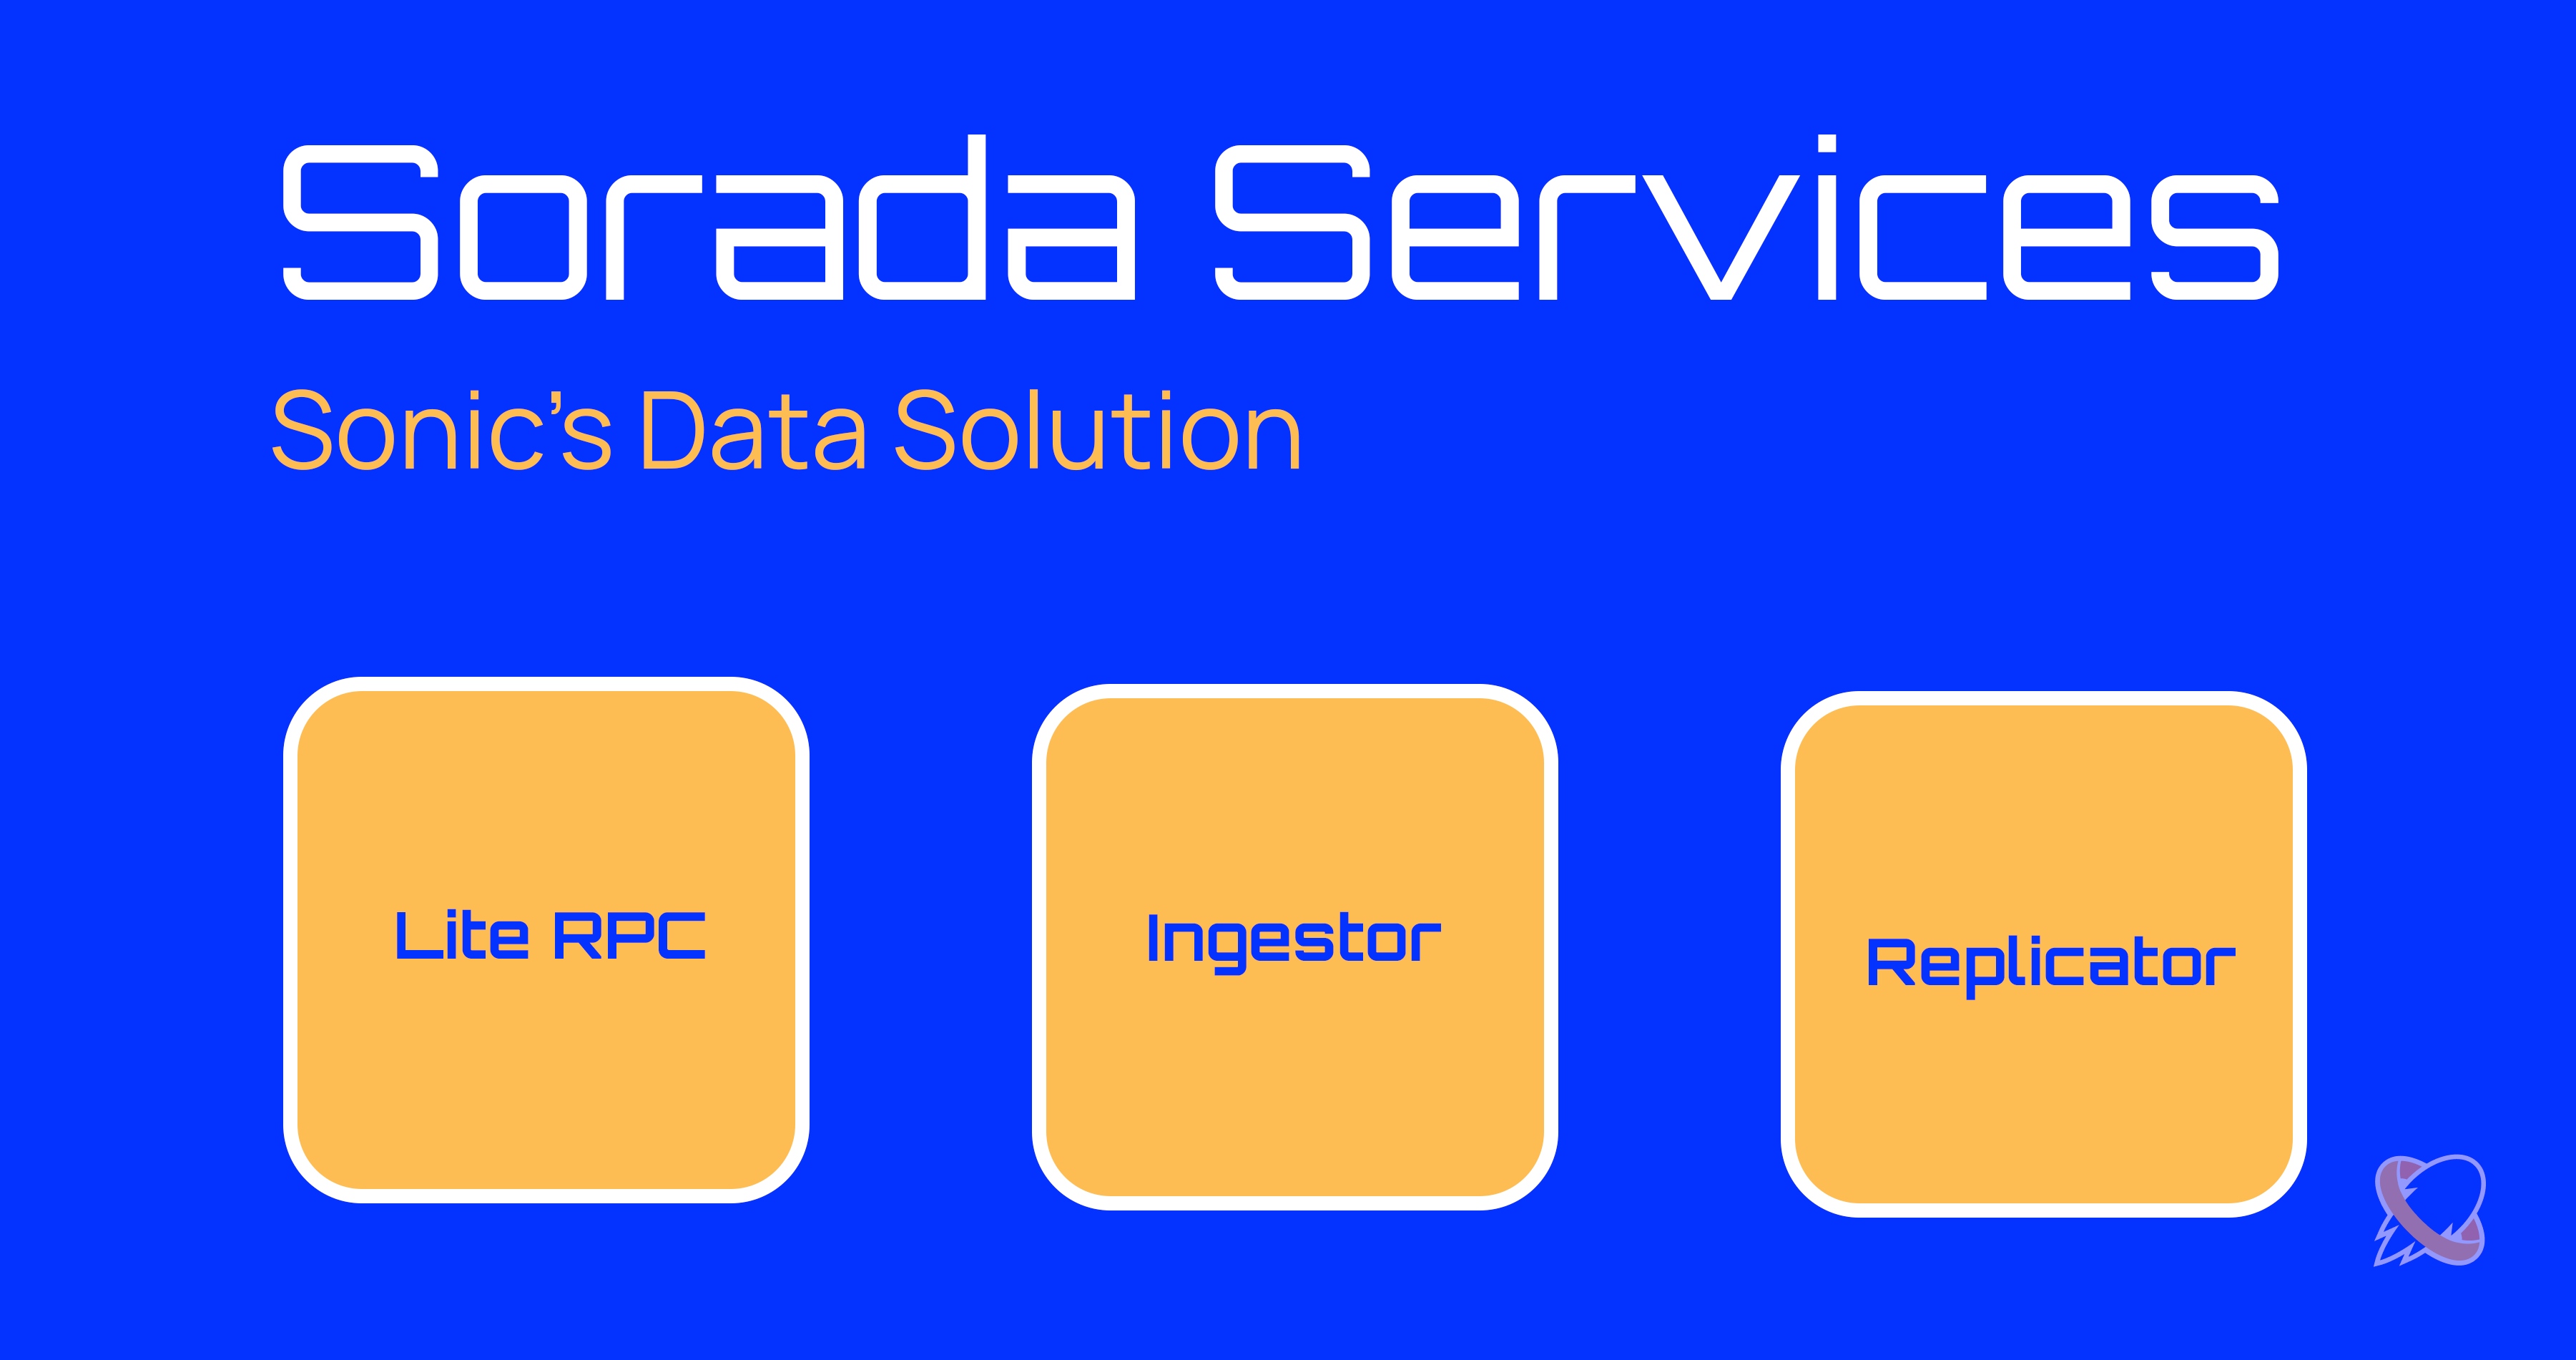 Sorada Services
Sonic’s Data Solution
Lite RPC
Ingestor
Replicator